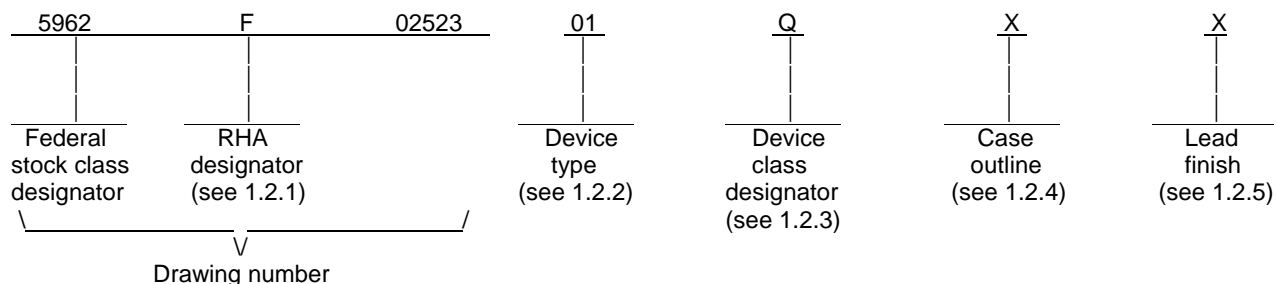 5962 F 02523 01 Q X X
Federal RHA Device Device Case Lead
stock class designator type class outline finish
designator (see 1.2.1) (see 1.2.2) designator (see 1.2.4) (see 1.2.5)
(see 1.2.3)
Drawing number